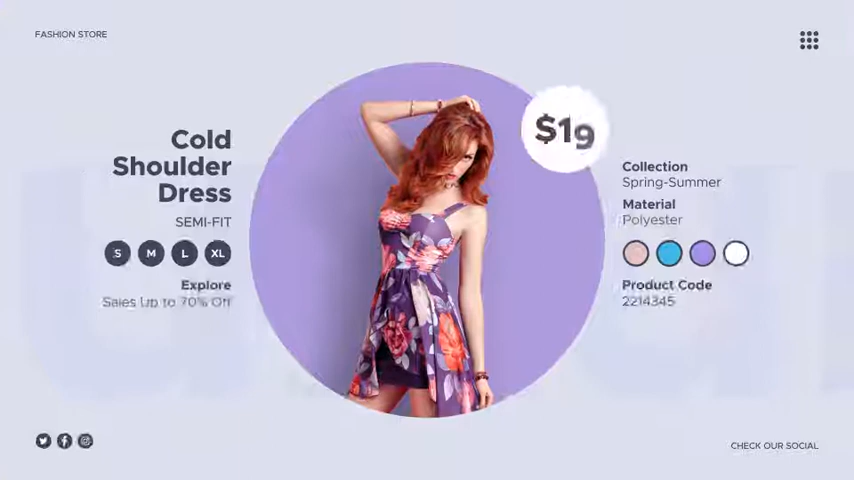 FASHION STORE
Cold
Shoulder
Dress
SEMI-FIT
S M L XL
Explore
Sales Up to 70% Off
$19
Collection
Spring-Summer
Material
Polyester
Product Code
2214345
CHECK OUR SOCIAL